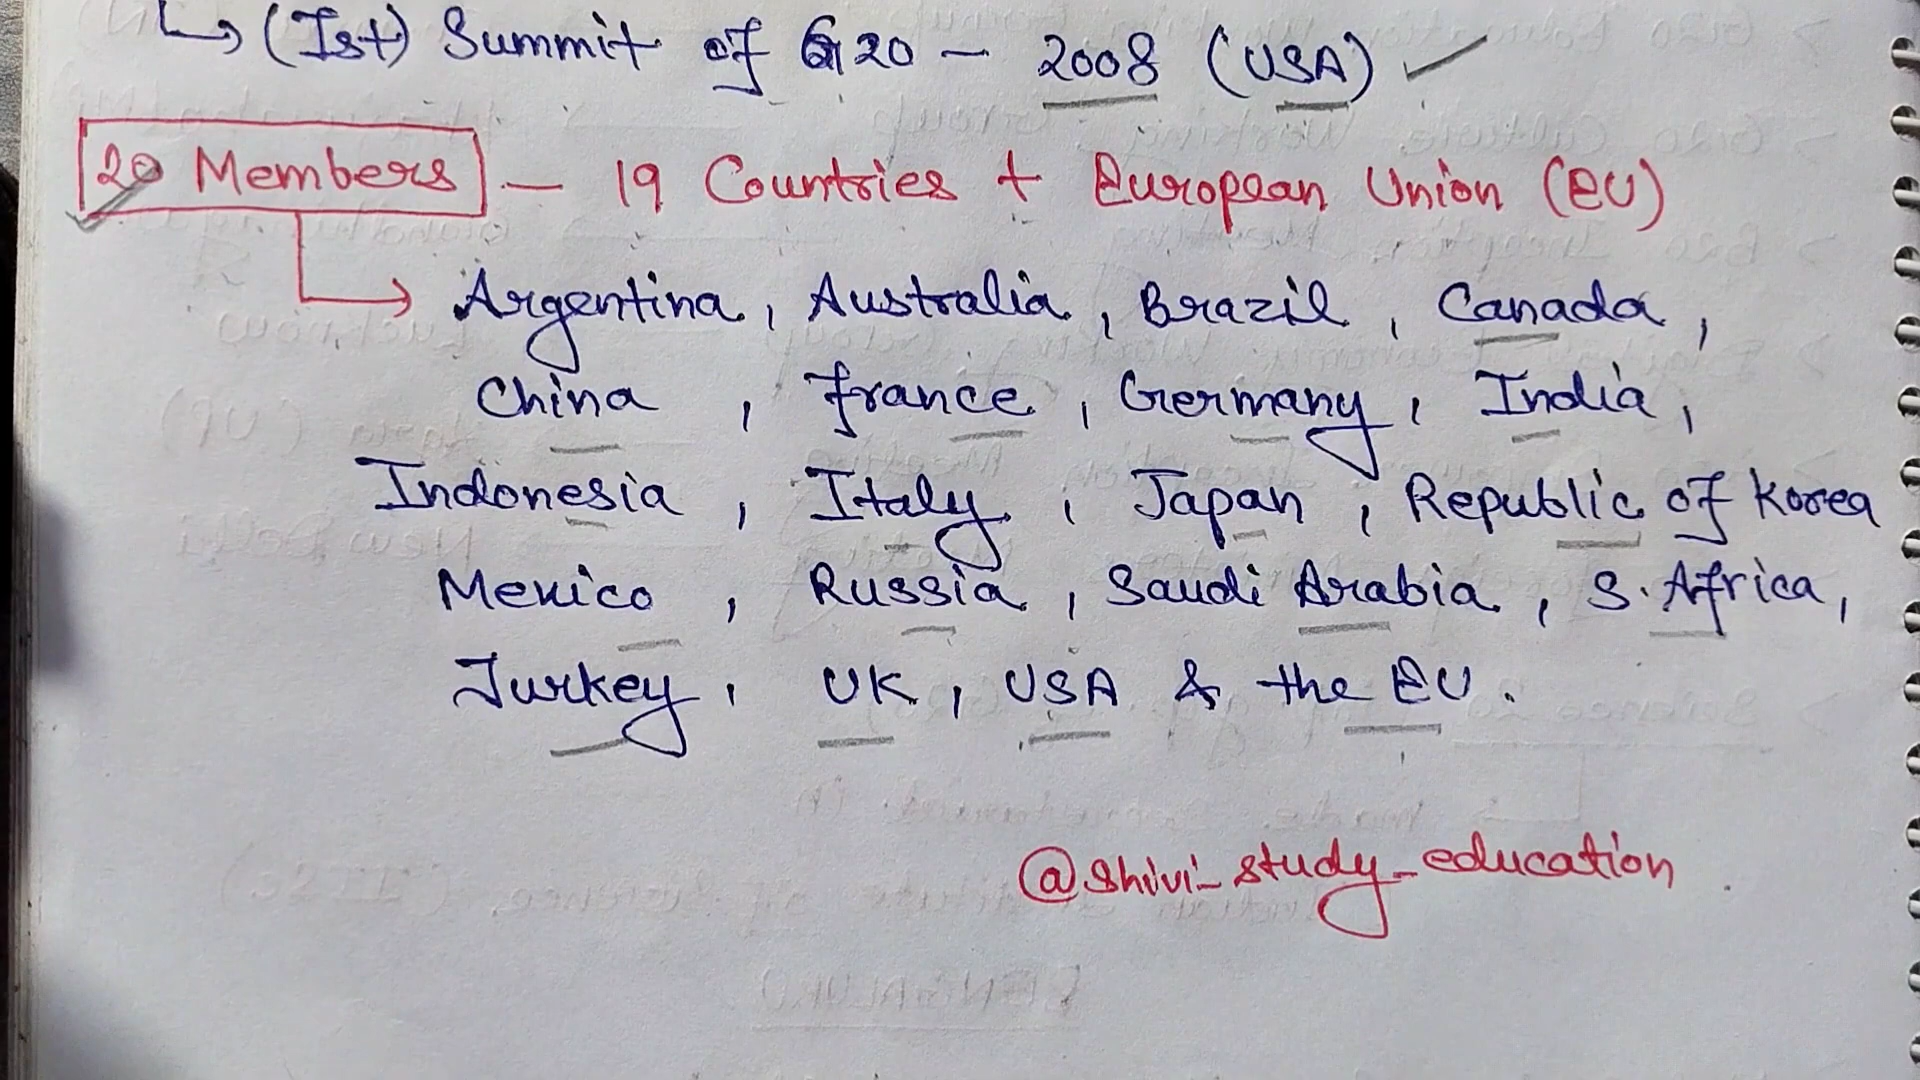 ↳ (Ist) Summit of G20 – 2008 (USA) ✓
20 Members – 19 Countries + European Union (EU)
→ Argentina, Australia, Brazil, Canada,
China, France, Germany, India,
Indonesia, Italy, Japan, Republic of Korea
Mexico, Russia, Saudi Arabia, S. Africa,
Turkey, UK, USA & the EU.
@shivi_study_education